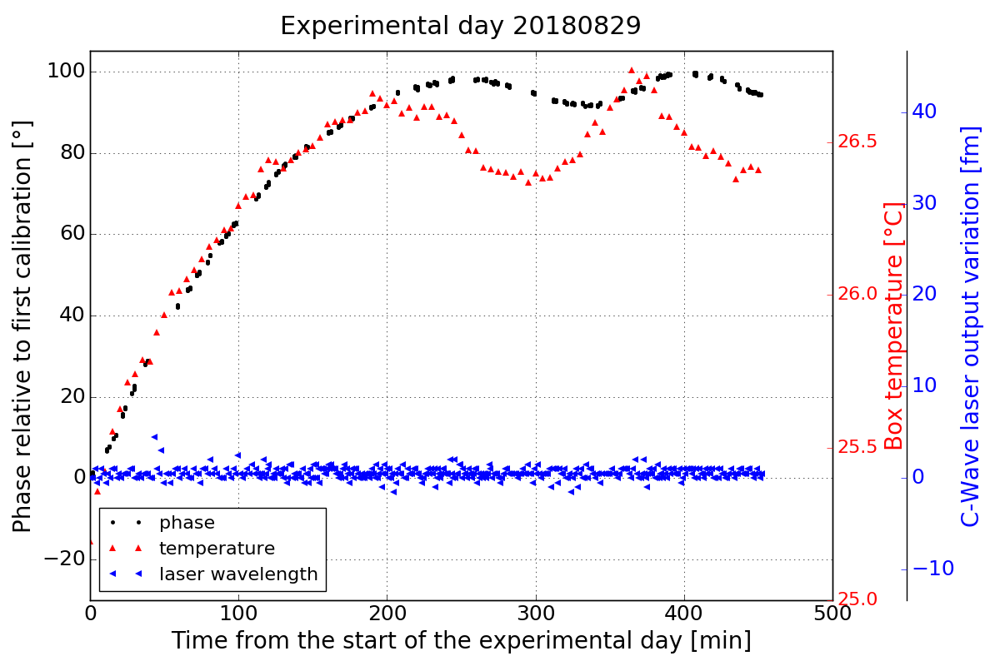 Experimental day 20180829
Phase relative to first calibration [°]
100
80
60
40
20
0
−20
0
100
200
300
400
500
Time from the start of the experimental day [min]
phase
temperature
laser wavelength
26.5
26.0
25.5
25.0
Box temperature [°C]
40
30
20
10
0
−10
C-Wave laser output variation [fm]